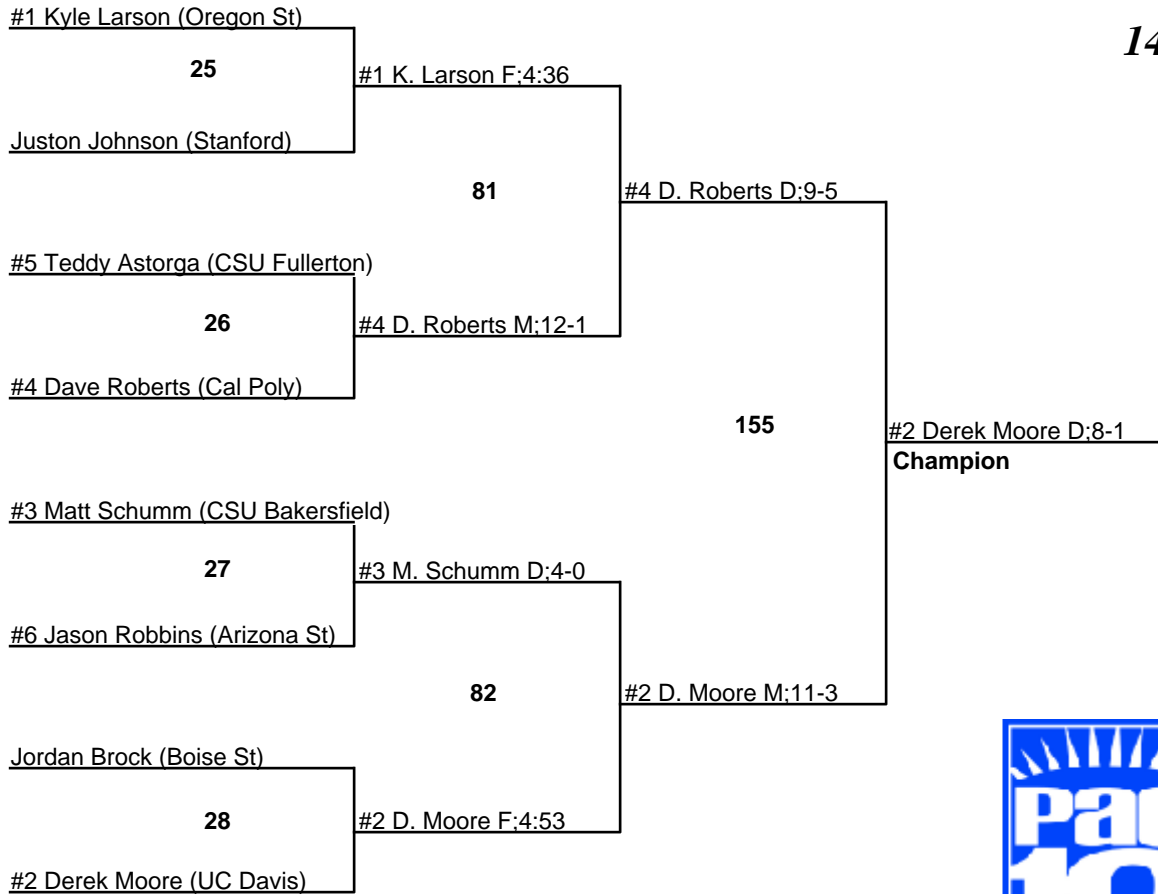 #1 Kyle Larson (Oregon St)
14
25
#1 K. Larson F;4:36
Juston Johnson (Stanford)
81
#4 D. Roberts D;9-5
#5 Teddy Astorga (CSU Fullerton)
26
#4 D. Roberts M;12-1
#4 Dave Roberts (Cal Poly)
155
#2 Derek Moore D;8-1
Champion
#3 Matt Schumm (CSU Bakersfield)
27
#3 M. Schumm D;4-0
#6 Jason Robbins (Arizona St)
82
#2 D. Moore M;11-3
Jordan Brock (Boise St)
28
#2 D. Moore F;4:53
#2 Derek Moore (UC Davis)